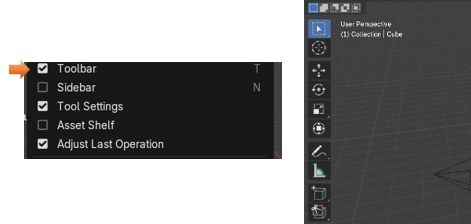 Toolbar T
Sidebar N
Tool Settings
Asset Shelf
Adjust Last Operation
User Perspective
(1) Collection | Cube